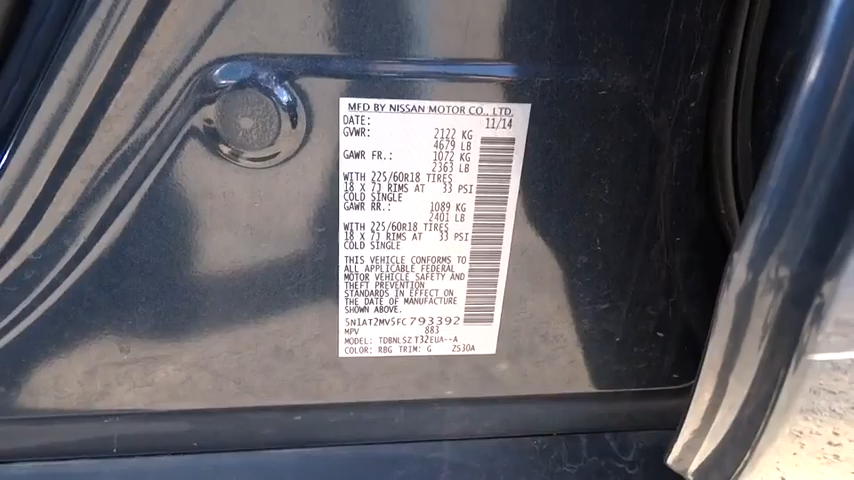 MFD BY NISSAN MOTOR CO., LTD.
DATE: 11/14
GVWR: 2122 KG
4679 LB
GAWR FR.: 1072 KG
2363 LB
WITH 225/60R18 TIRES
18 X 7J RIMS AT 33 PSI
COLD SINGLE
GAWR RR.: 1089 KG
2401 LB
WITH 225/60R18 TIRES
18 X 7J RIMS AT 33 PSI
COLD SINGLE
THIS VEHICLE CONFORMS TO
ALL APPLICABLE FEDERAL
MOTOR VEHICLE SAFETY AND
THEFT PREVENTION
STANDARDS IN EFFECT ON
THE DATE OF MANUFACTURE
SHOWN ABOVE.
5N1AT2MV5FC793392
MPV 883
MODEL: TDBNLSZ T32EUA--A
COLOR: RBG TRIM: G ZS30A